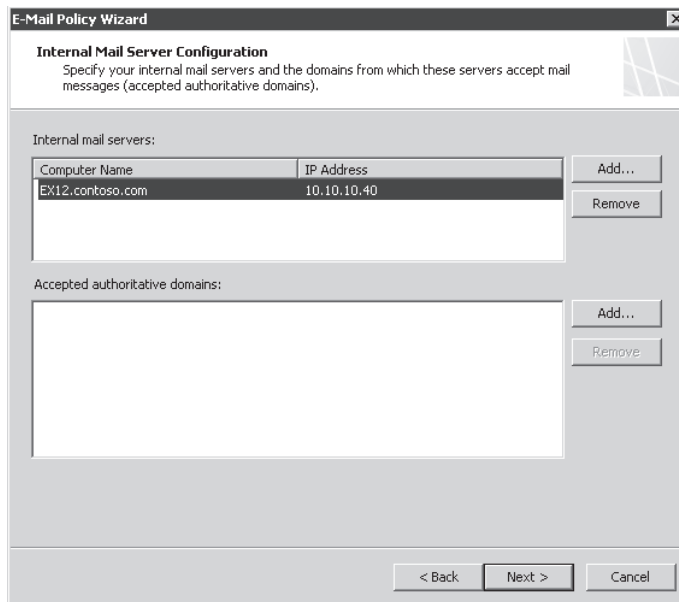 E-Mail Policy Wizard
Internal Mail Server Configuration
Specify your internal mail servers and the domains from which these servers accept mail
messages (accepted authoritative domains).
Internal mail servers:
Computer Name IP Address
Add...
EX12.contoso.com 10.10.10.40
Remove
Accepted authoritative domains:
Add...
Remove
< Back Next > Cancel